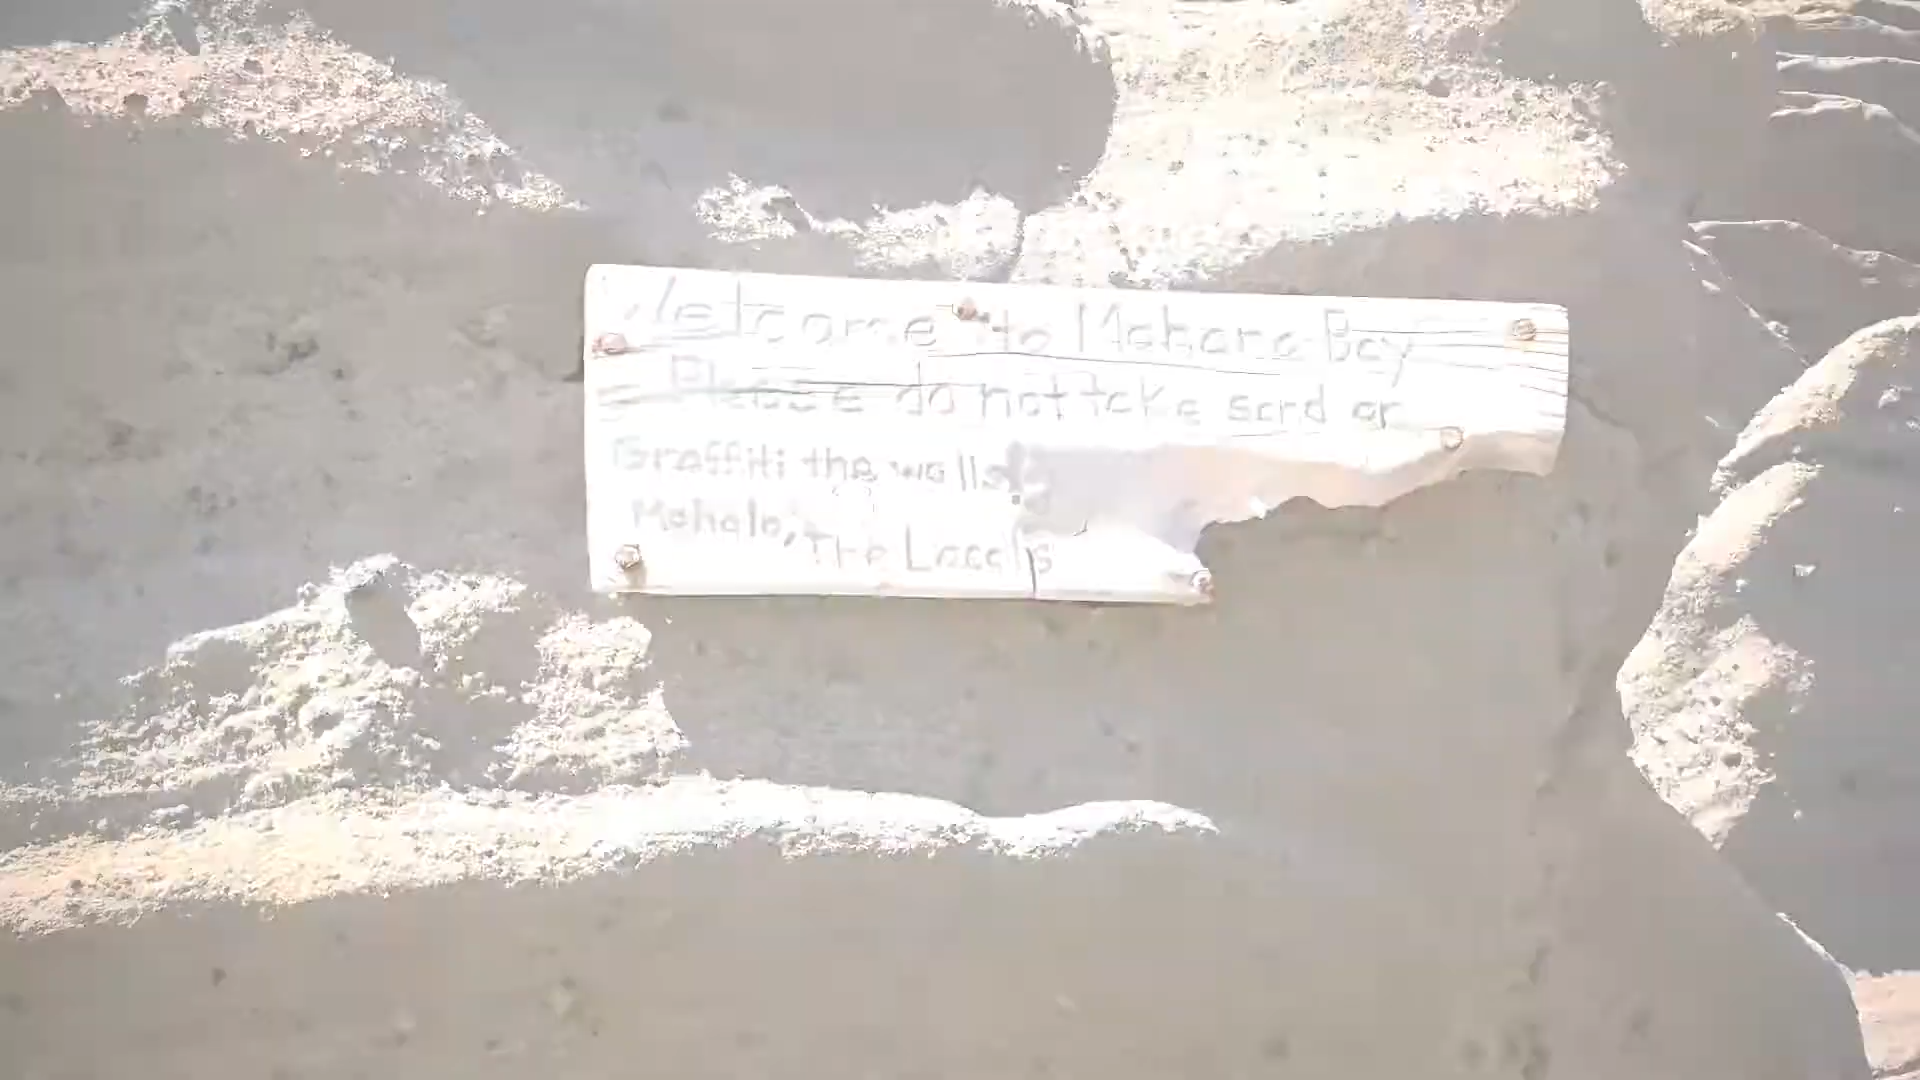 Welcome to Mahana Bay
Please do not take sand or
Graffiti the walls
Mahalo, The Locals